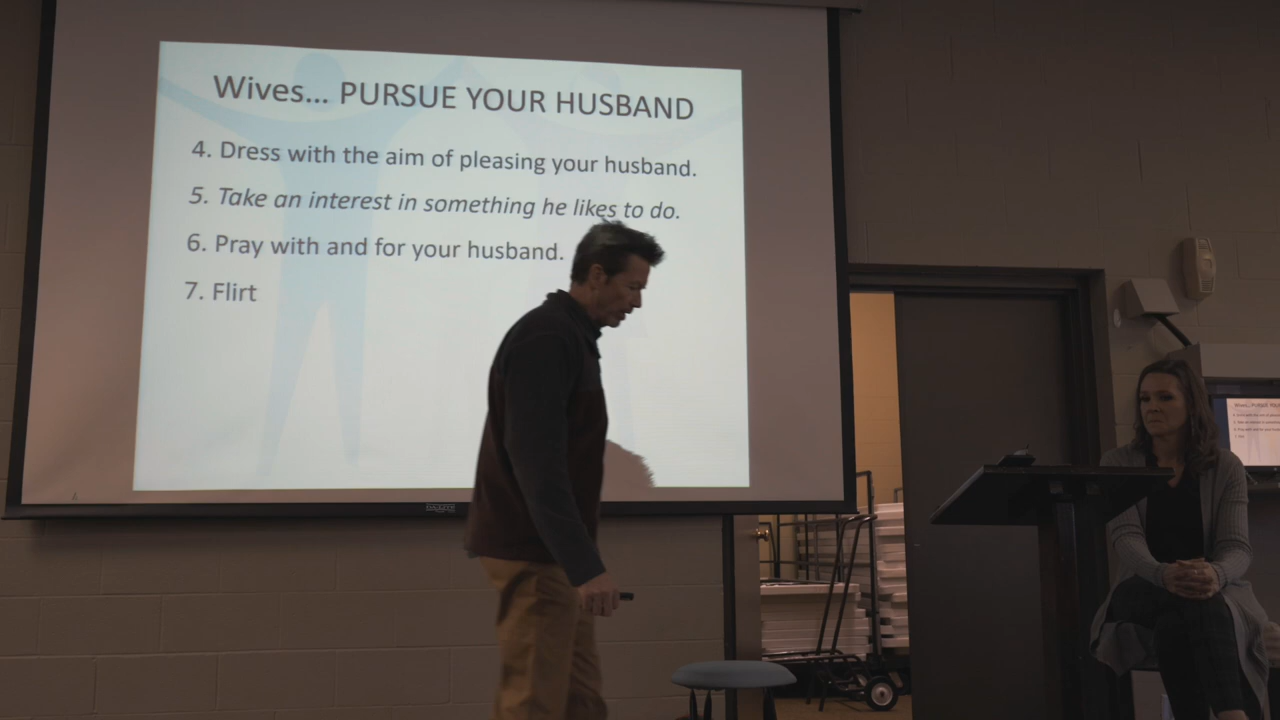 Wives... PURSUE YOUR HUSBAND
4. Dress with the aim of pleasing your husband.
5. Take an interest in something he likes to do.
6. Pray with and for your husband.
7. Flirt